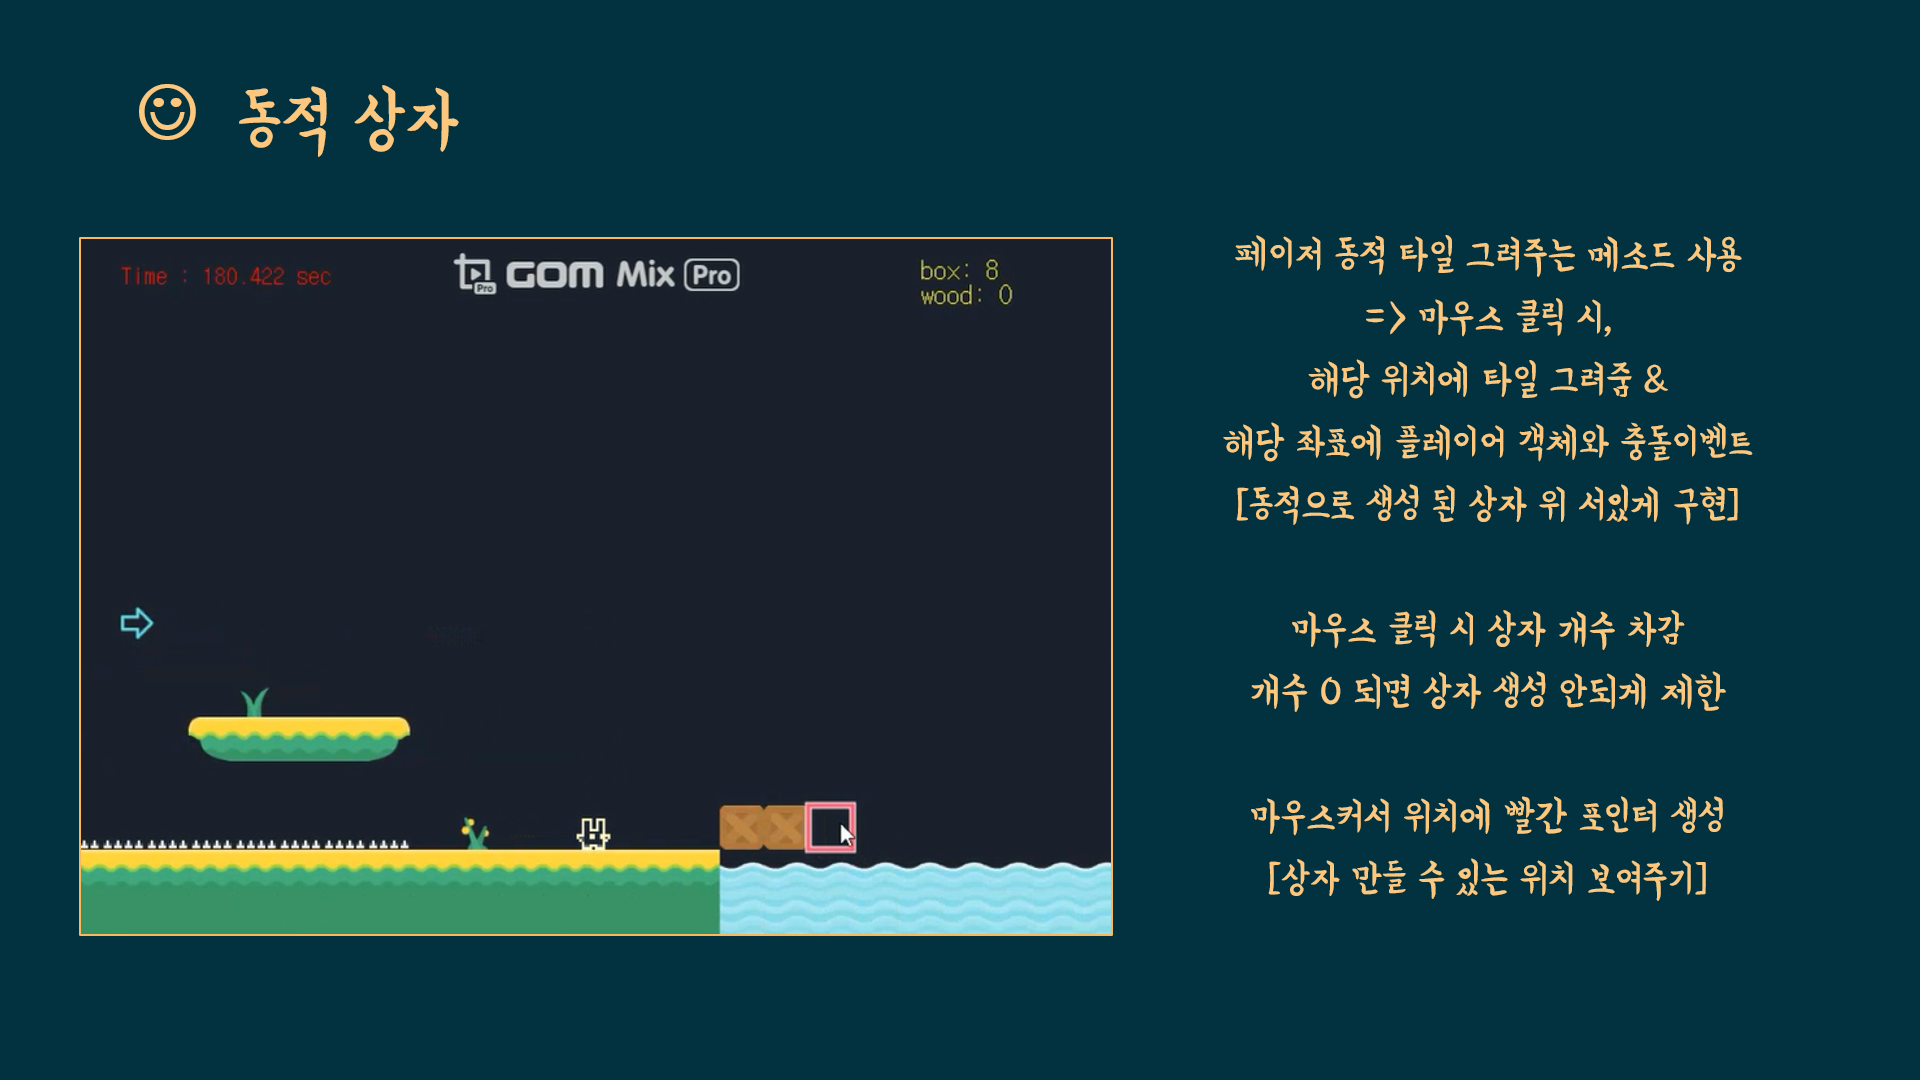 동적 상자
Time : 180.422 sec
Pro
GOM Mix Pro
box: 8
wood: 0
페이저 동적 타일 그려주는 메소드 사용
=> 마우스 클릭 시,
해당 위치에 타일 그려줌 &
해당 좌표에 플레이어 객체와 충돌이벤트
[동적으로 생성 된 상자 위 서있게 구현]
마우스 클릭 시 상자 개수 차감
개수 0 되면 상자 생성 안되게 제한
마우스커서 위치에 빨간 포인터 생성
[상자 만들 수 있는 위치 보여주기]